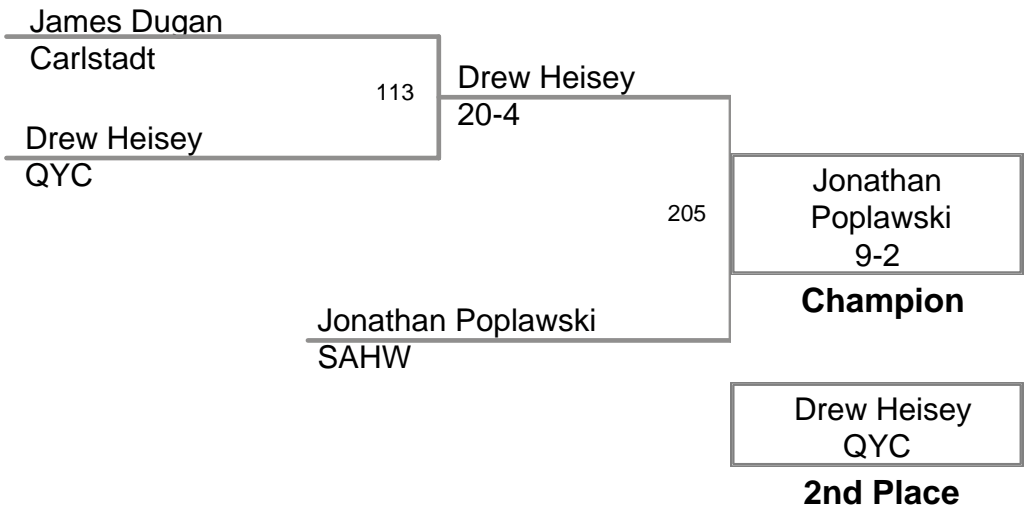 James Dugan
Carlstadt
113
Drew Heisey
20-4
Drew Heisey
QYC
205
Jonathan
Poplawski
9-2
Champion
Jonathan Poplawski
SAHW
Drew Heisey
QYC
2nd Place